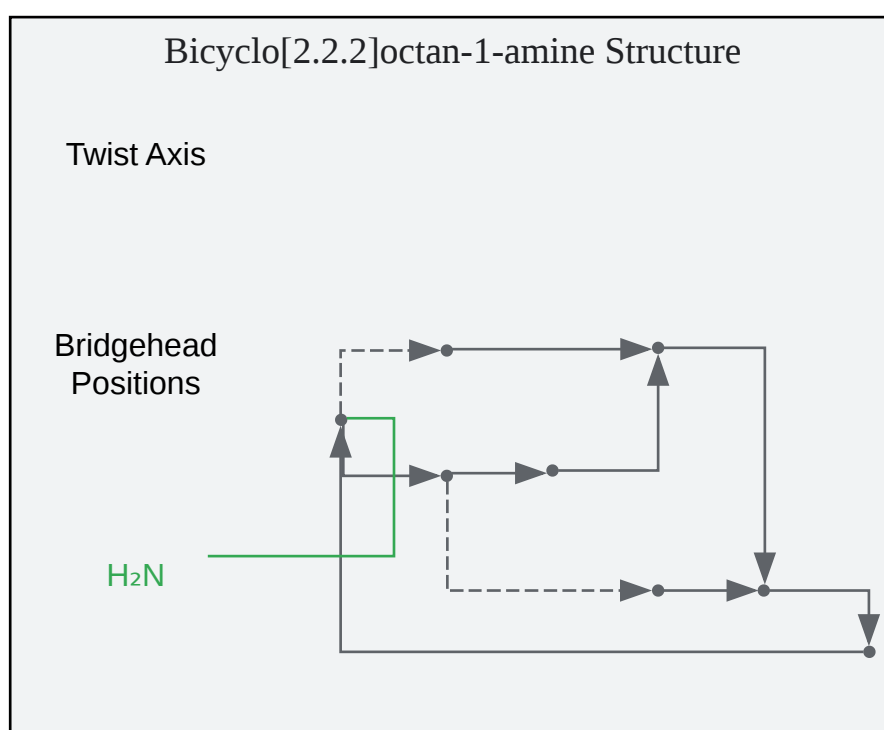 Bicyclo[2.2.2]octan-1-amine Structure
Twist Axis
Bridgehead
Positions
H₂N